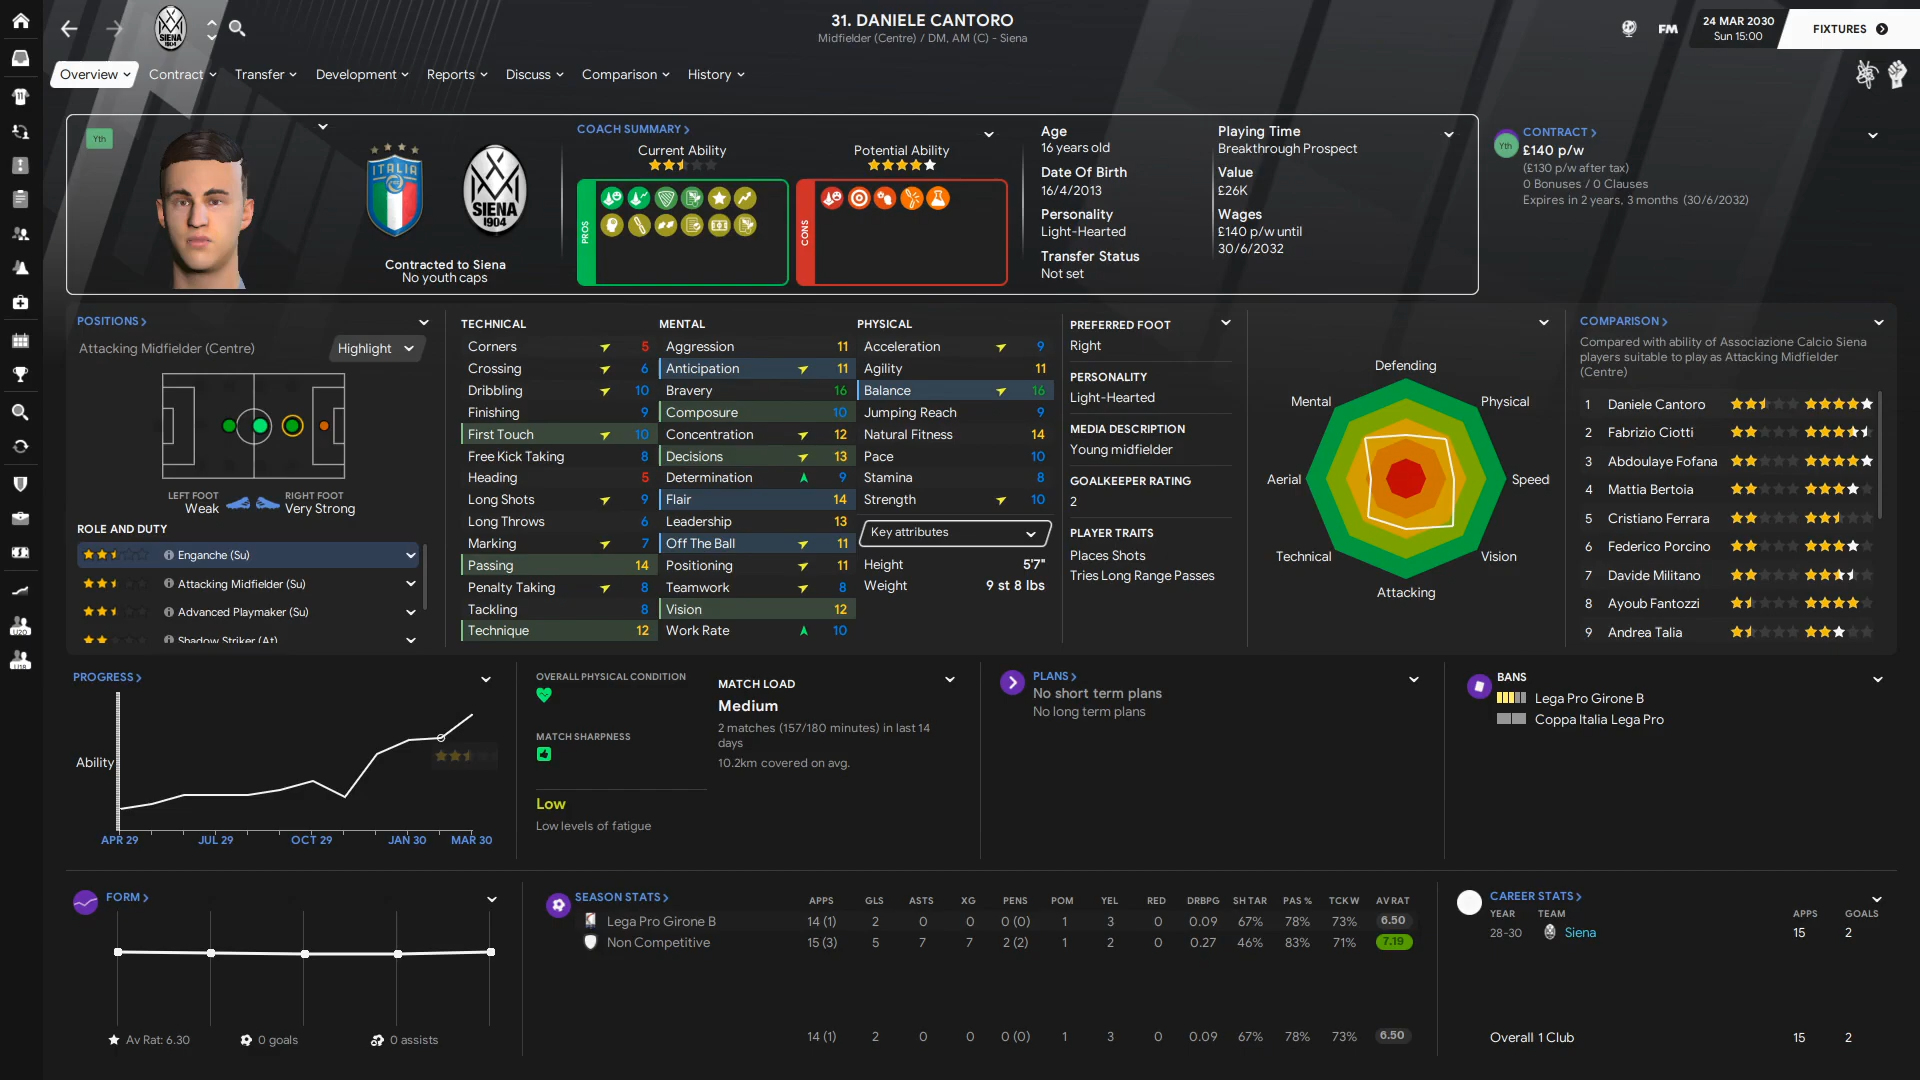 31. DANIELE CANTORO
Midfielder (Centre) / DM, AM (C) - Siena
FM
24 MAR 2030
Sun 15:00
FIXTURES
Overview
Contract
Transfer
Development
Reports
Discuss
Comparison
History
Yth
ITALIA
SIENA
1904
Contracted to Siena
No youth caps
COACH SUMMARY
Current Ability
Potential Ability
PROS
CONS
Age
16 years old
Date Of Birth
16/4/2013
Personality
Light-Hearted
Transfer Status
Not set
Playing Time
Breakthrough Prospect
Value
£26K
Wages
£140 p/w until
30/6/2032
Yth
CONTRACT
£140 p/w
(£130 p/w after tax)
0 Bonuses / 0 Clauses
Expires in 2 years, 3 months (30/6/2032)
POSITIONS
Attacking Midfielder (Centre)
Highlight
LEFT FOOT
Weak
RIGHT FOOT
Very Strong
ROLE AND DUTY
Enganche (Su)
Attacking Midfielder (Su)
Advanced Playmaker (Su)
Shadow Striker (At)
TECHNICAL
Corners 5
Crossing 6
Dribbling 10
Finishing 9
First Touch 10
Free Kick Taking 8
Heading 5
Long Shots 9
Long Throws 6
Marking 7
Passing 14
Penalty Taking 8
Tackling 8
Technique 12
MENTAL
Aggression 11
Anticipation 11
Bravery 16
Composure 10
Concentration 12
Decisions 13
Determination 9
Flair 14
Leadership 13
Off The Ball 11
Positioning 11
Teamwork 8
Vision 12
Work Rate 10
PHYSICAL
Acceleration 9
Agility 11
Balance 16
Jumping Reach 9
Natural Fitness 14
Pace 10
Stamina 8
Strength 10
Key attributes
Height 5'7"
Weight 9 st 8 lbs
PREFERRED FOOT
Right
PERSONALITY
Light-Hearted
MEDIA DESCRIPTION
Young midfielder
GOALKEEPER RATING
2
PLAYER TRAITS
Places Shots
Tries Long Range Passes
Defending
Physical
Speed
Vision
Attacking
Technical
Aerial
Mental
COMPARISON
Compared with ability of Associazione Calcio Siena
players suitable to play as Attacking Midfielder
(Centre)
1 Daniele Cantoro
2 Fabrizio Ciotti
3 Abdoulaye Fofana
4 Mattia Bertoia
5 Cristiano Ferrara
6 Federico Porcino
7 Davide Militano
8 Ayoub Fantozzi
9 Andrea Talia
PROGRESS
Ability
APR 29
JUL 29
OCT 29
JAN 30
MAR 30
OVERALL PHYSICAL CONDITION
MATCH SHARPNESS
Low
Low levels of fatigue
MATCH LOAD
Medium
2 matches (157/180 minutes) in last 14
days
10.2km covered on avg.
PLANS
No short term plans
No long term plans
BANS
Lega Pro Girone B
Coppa Italia Lega Pro
FORM
Av Rat: 6.30
0 goals
0 assists
SEASON STATS
APPS GLS ASTS XG PENS POM YEL RED DRBPG SH TAR PAS % TCK W AV RAT
Lega Pro Girone B 14 (1) 2 0 0 0 (0) 1 3 0 0.09 67% 78% 73% 6.50
Non Competitive 15 (3) 5 7 7 2 (2) 1 2 0 0.27 46% 83% 71% 7.19
14 (1) 2 0 0 0 (0) 1 3 0 0.09 67% 78% 73% 6.50
CAREER STATS
YEAR TEAM APPS GOALS
28-30 Siena 15 2
Overall 1 Club 15 2